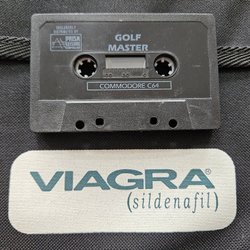 GOLF
MASTER
COMMODORE C64
VIAGRA®
(sildenafil)